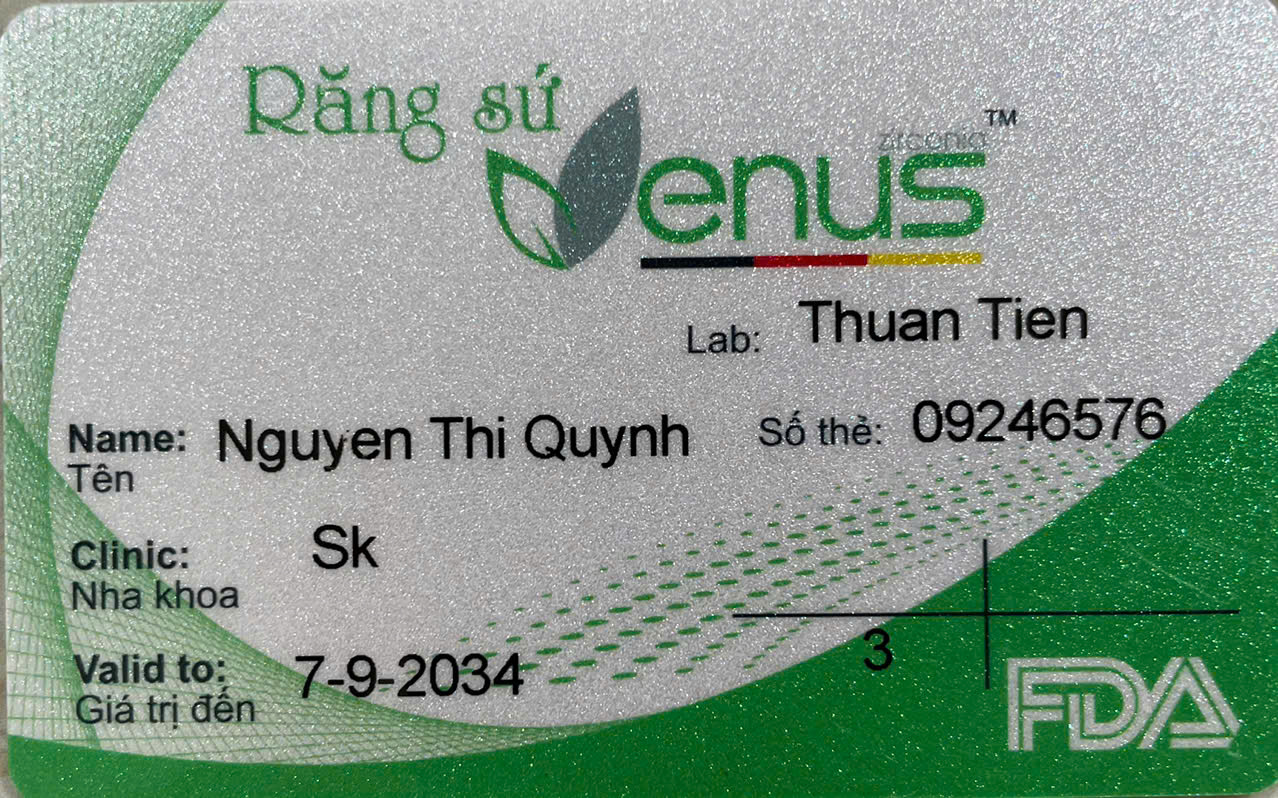 Răng sứ
zirconia
Venus™
Lab: Thuan Tien
Name: Nguyen Thi Quynh Số thẻ: 09246576
Tên
Clinic: Sk
Nha khoa
Valid to: 7-9-2034
Giá trị đến
3
FDA